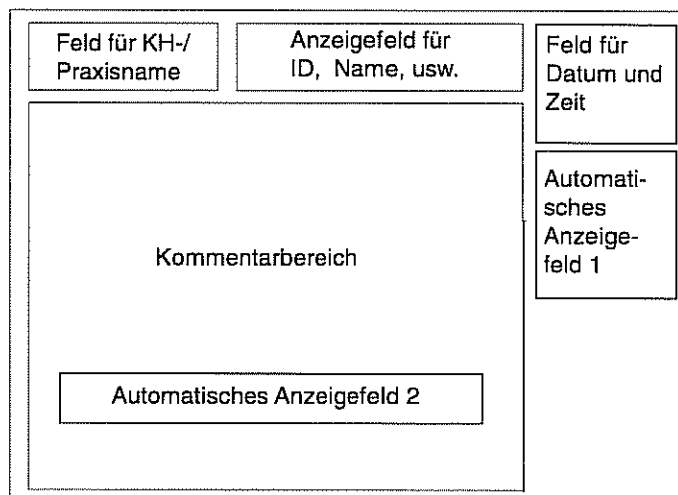 Feld für KH-/
Praxisname
Anzeigefeld für
ID, Name, usw.
Feld für
Datum und
Zeit
Automati-
sches
Anzeige-
feld 1
Kommentarbereich
Automatisches Anzeigefeld 2